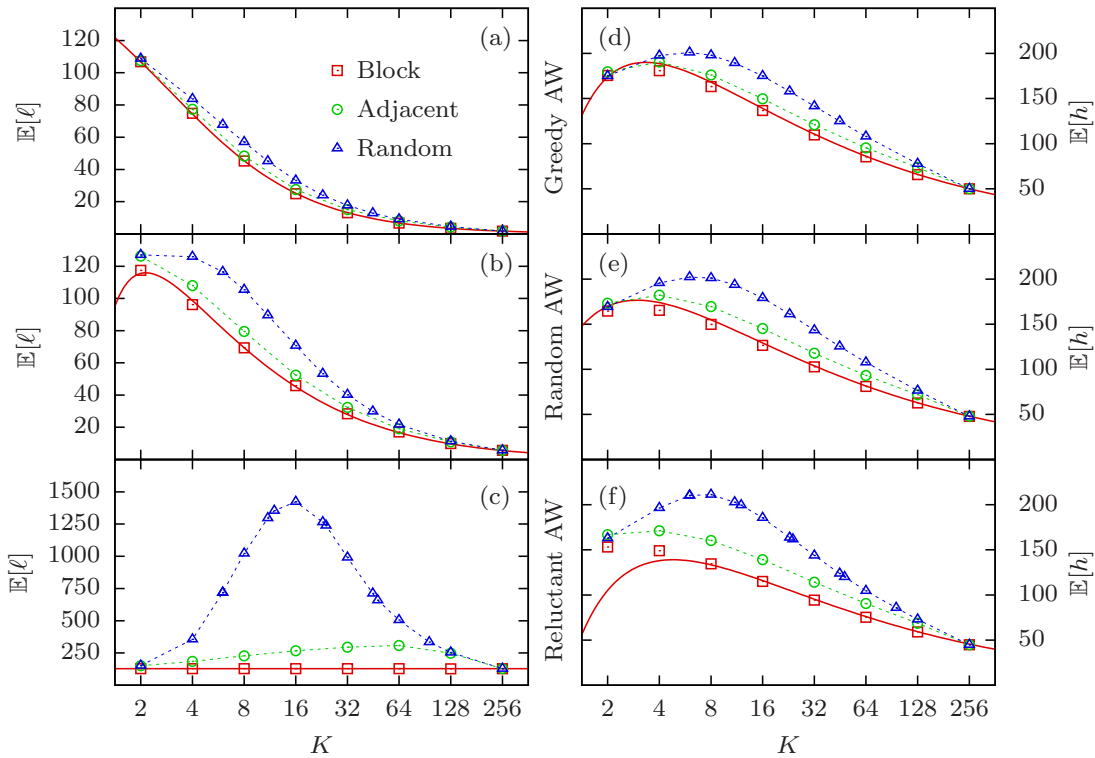 (a)
120
100
80
60
40
20
𝔼[ℓ]
Block
Adjacent
Random
(d)
200
150
100
50
𝔼[h]
Greedy AW
(b)
120
100
80
60
40
20
𝔼[ℓ]
(e)
200
150
100
50
𝔼[h]
Random AW
(c)
1500
1250
1000
750
500
250
𝔼[ℓ]
2 4 8 16 32 64 128 256
K
(f)
200
150
100
50
𝔼[h]
Reluctant AW
2 4 8 16 32 64 128 256
K